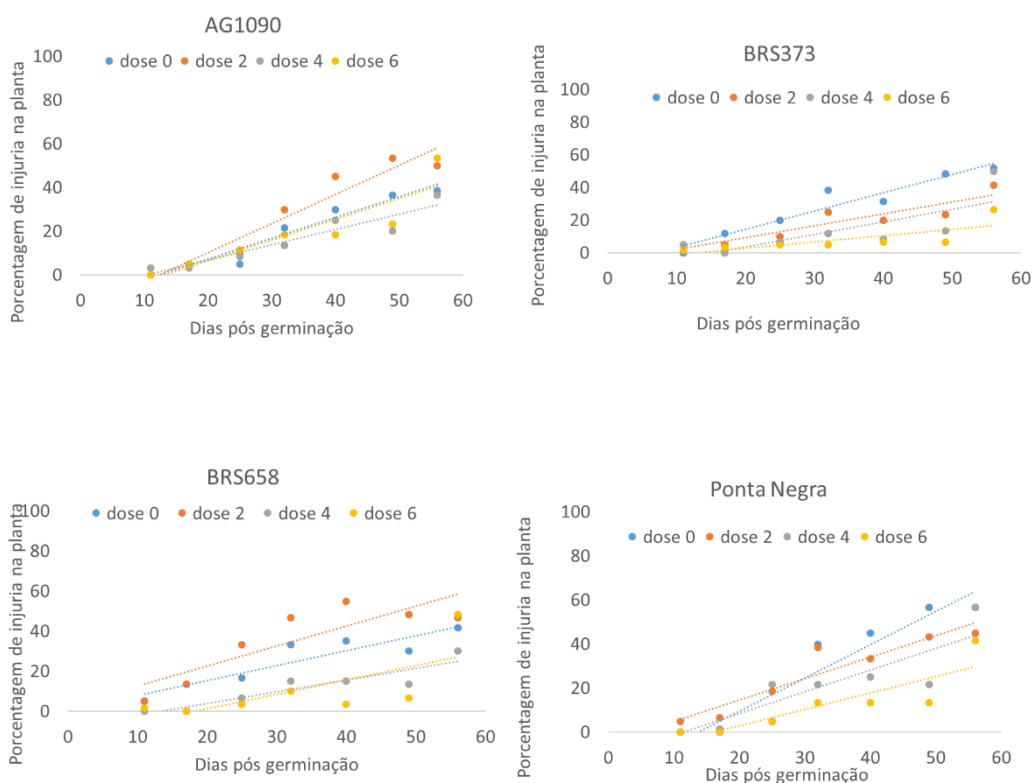 AG1090
Porcentagem de injuria na planta
100
80
60
40
20
0
dose 0 dose 2 dose 4 dose 6
0 10 20 30 40 50 60
Dias pós germinação
BRS373
Porcentagem de injuria na planta
100
80
60
40
20
0
dose 0 dose 2 dose 4 dose 6
0 10 20 30 40 50 60
Dias pós germinação
BRS658
Porcentagem de injuria na planta
100
80
60
40
20
0
dose 0 dose 2 dose 4 dose 6
0 10 20 30 40 50 60
Dias pós germinação
Ponta Negra
Porcentagem de injuria na planta
100
80
60
40
20
0
dose 0 dose 2 dose 4 dose 6
0 10 20 30 40 50 60
Dias pós germinação